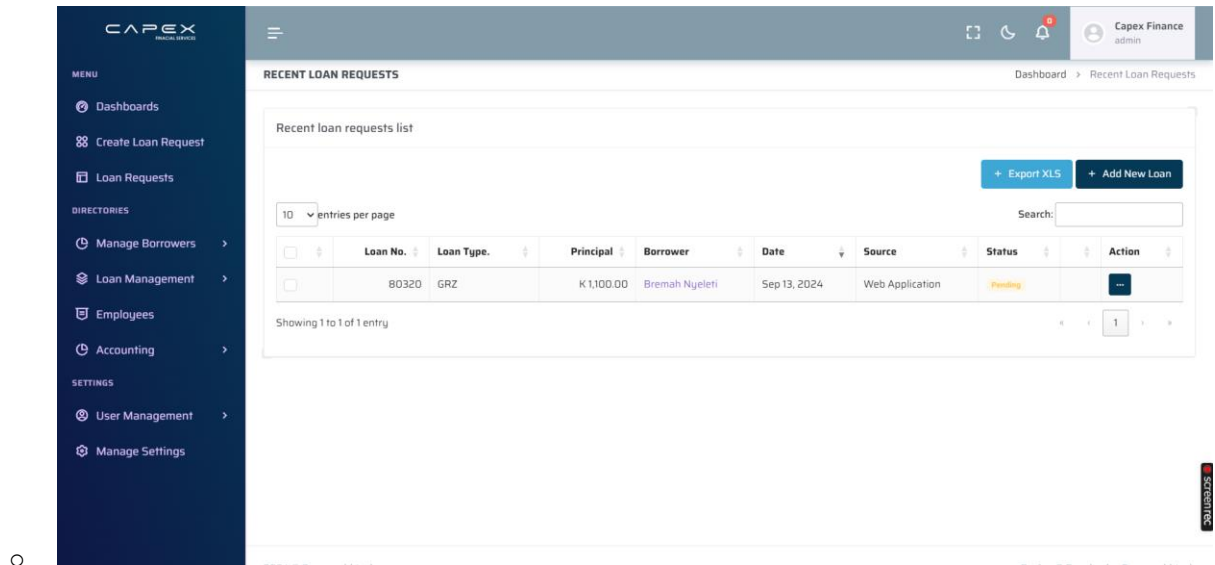 CAPEX
FINANCIAL SERVICES
0
Capex Finance
admin
MENU
Dashboards
Create Loan Request
Loan Requests
DIRECTORIES
Manage Borrowers
Loan Management
Employees
Accounting
SETTINGS
User Management
Manage Settings
RECENT LOAN REQUESTS
Dashboard > Recent Loan Requests
Recent loan requests list
+ Export XLS + Add New Loan
10 entries per page Search:
Loan No. Loan Type. Principal Borrower Date Source Status Action
80320 GRZ K 1,100.00 Bremah Nyeleti Sep 13, 2024 Web Application Pending ...
Showing 1 to 1 of 1 entry
« ‹ 1 › »
screenrec